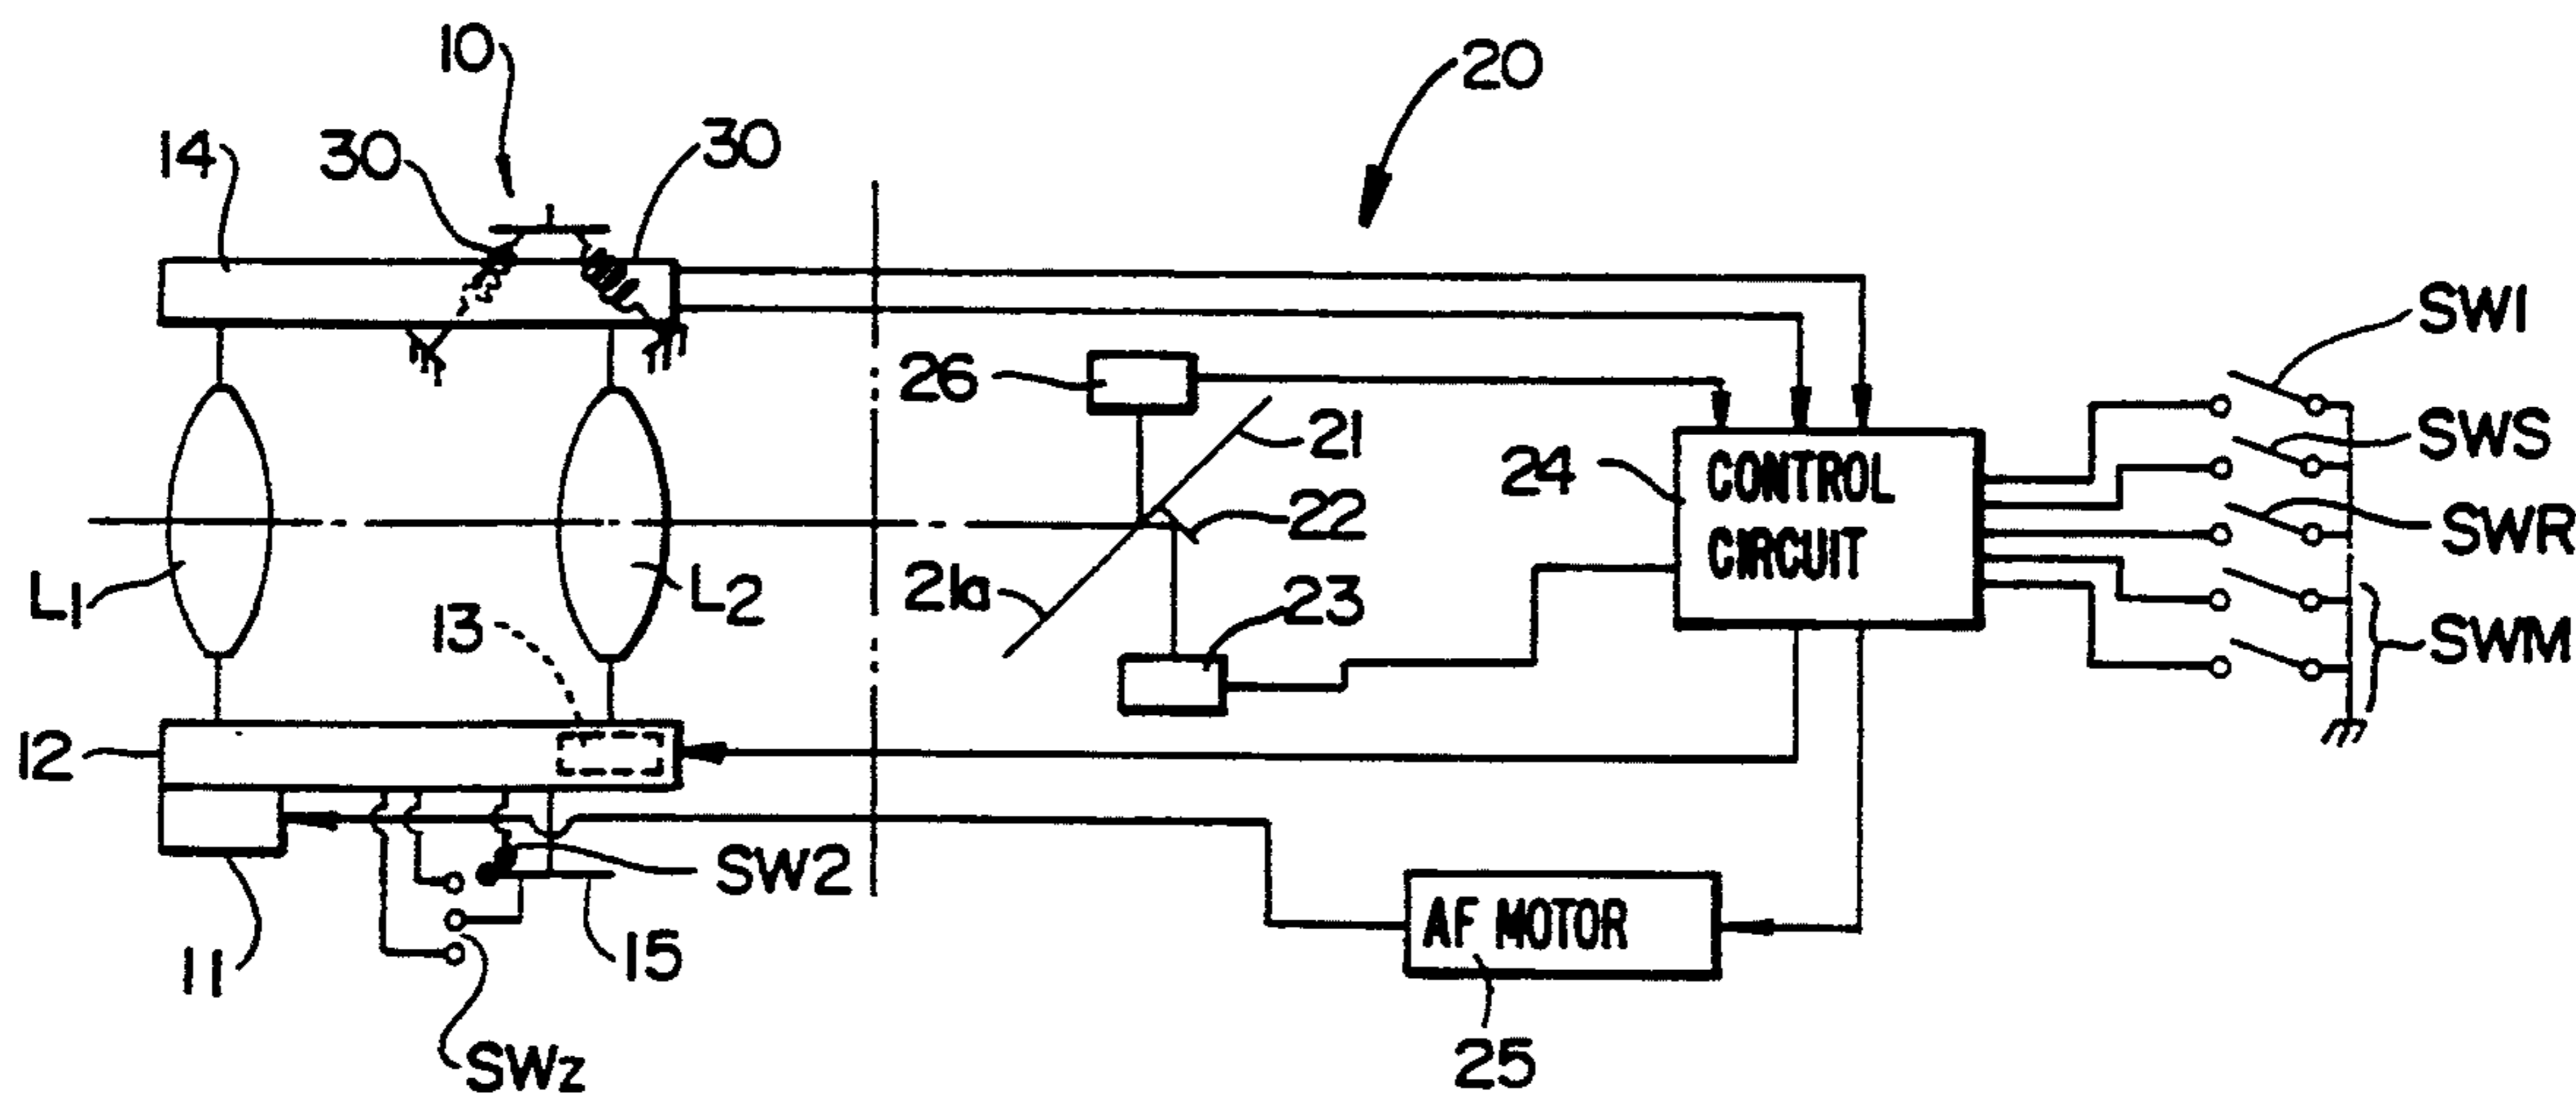 10
20
14
30
30
SW1
26
21
SWS
24
CONTROL
CIRCUIT
22
SWR
21a
L1
L2
23
13
SWM
12
SW2
15
AF MOTOR
11
SWz
25